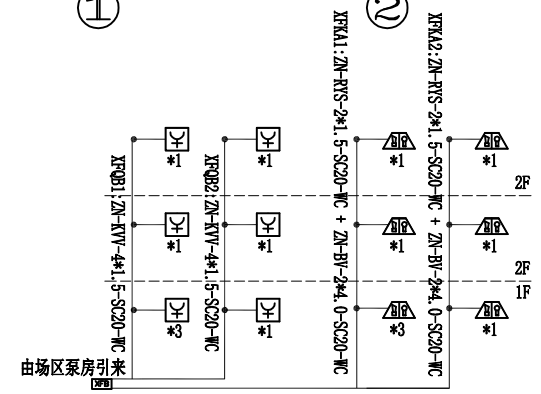 ① ②
XFQB1:ZN-KVV-4*1.5-SC20-WC
XFQB2:ZN-KVV-4*1.5-SC20-WC
XFKA1:ZN-RYS-2*1.5-SC20-WC + ZN-BV-2*4.0-SC20-WC
XFKA2:ZN-RYS-2*1.5-SC20-WC + ZN-BV-2*4.0-SC20-WC
*1 *1 *1 *1
2F
*1 *1 *1 *1
2F
1F
*3 *1 *3 *1
由场区泵房引来
XFB